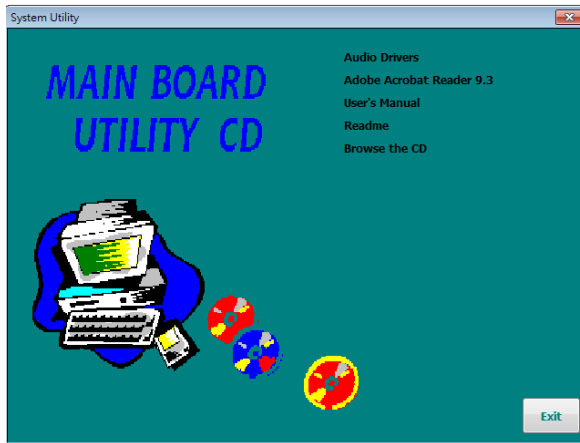 System Utility
MAIN BOARD
UTILITY CD
Audio Drivers
Adobe Acrobat Reader 9.3
User's Manual
Readme
Browse the CD
Exit